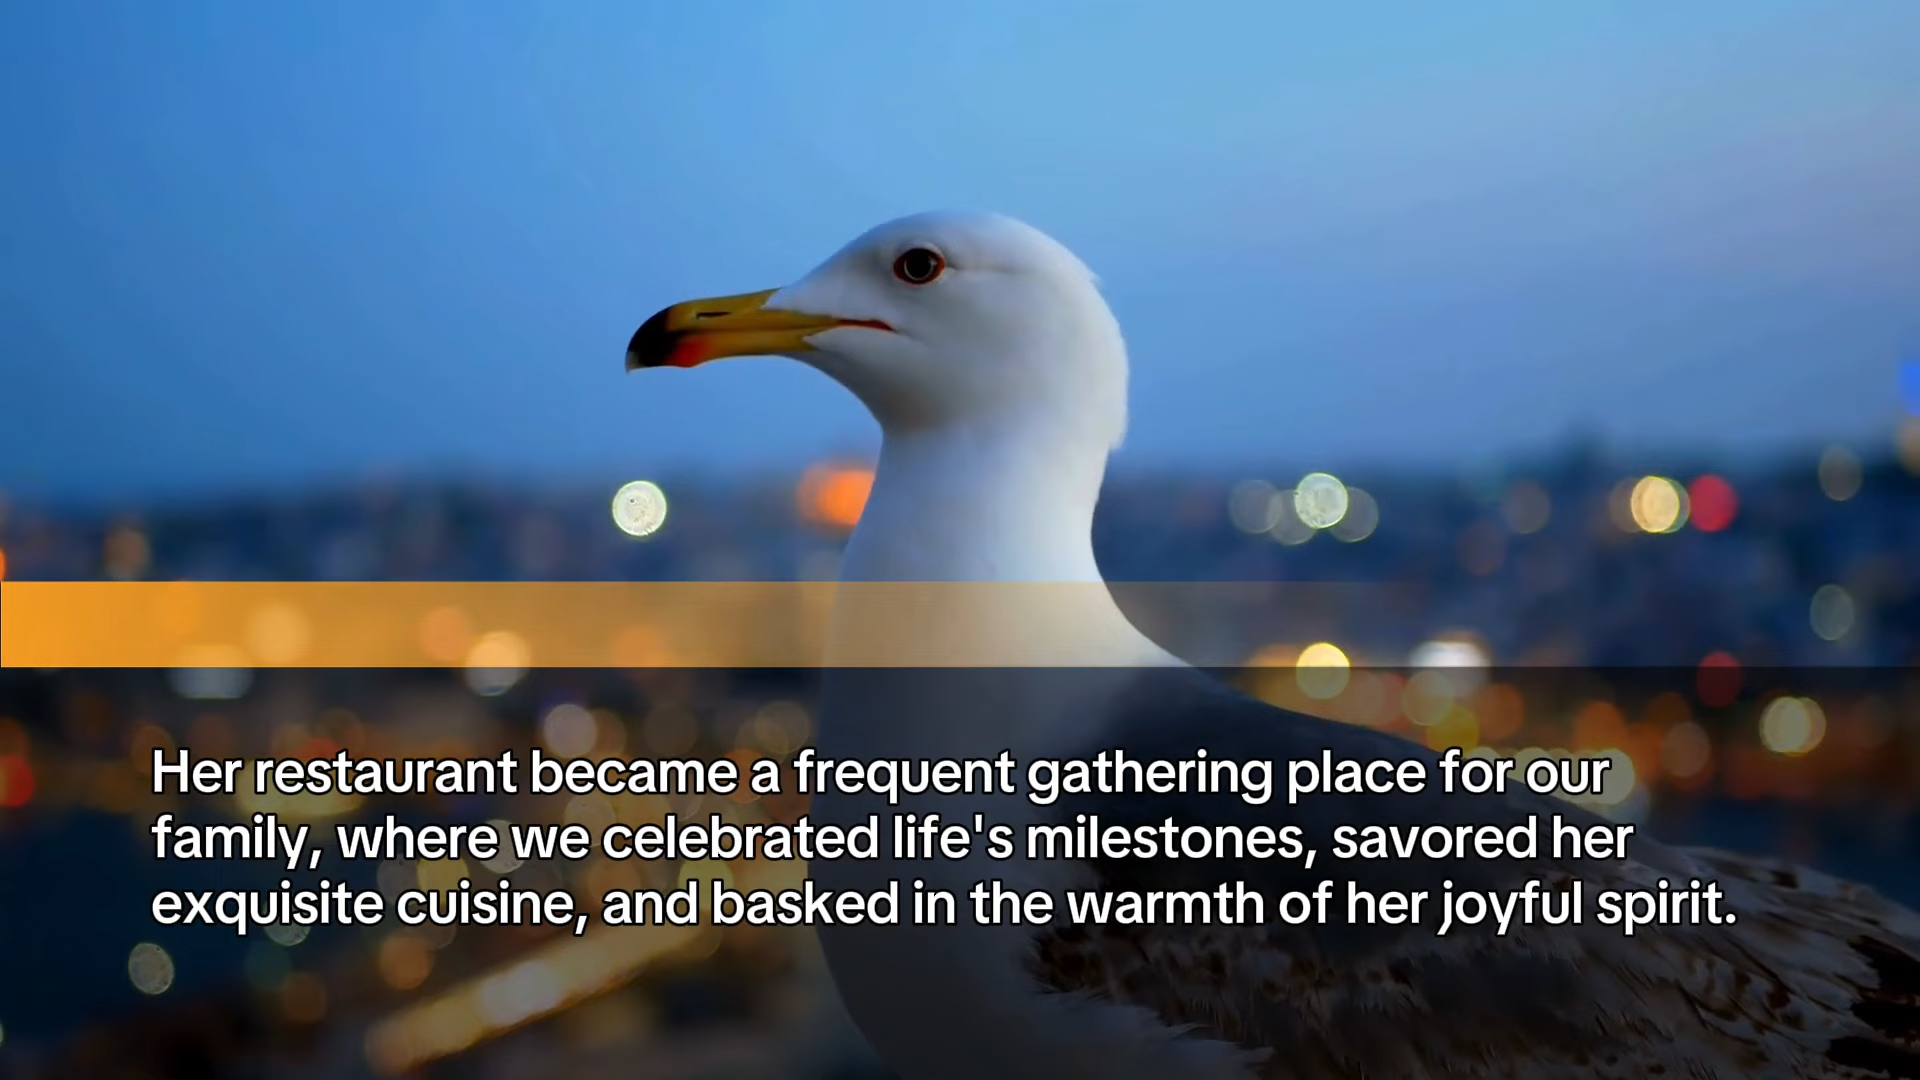 Her restaurant became a frequent gathering place for our
family, where we celebrated life's milestones, savored her
exquisite cuisine, and basked in the warmth of her joyful spirit.